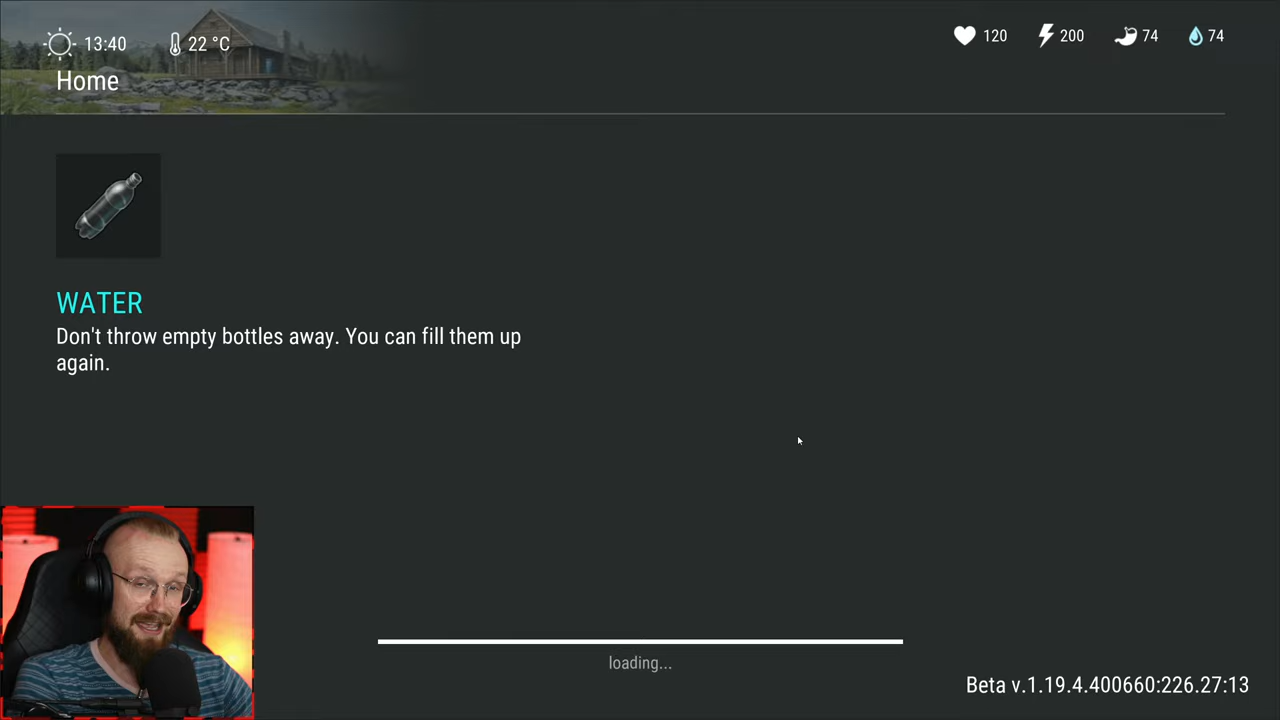 13:40 22 °C 120 200 74 74
Home
WATER
Don't throw empty bottles away. You can fill them up
again.
loading...
Beta v.1.19.4.400660:226.27:13